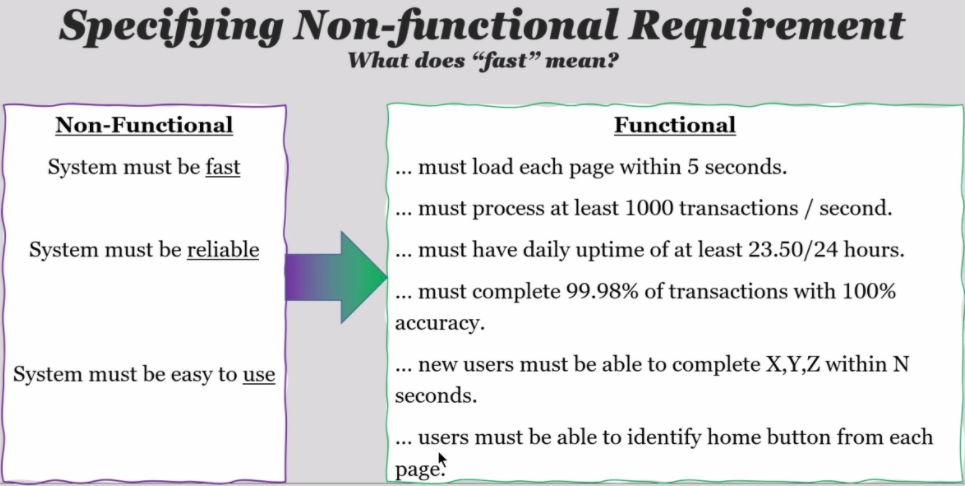 Specifying Non-functional Requirement
What does “fast” mean?
Non-Functional
System must be fast
System must be reliable
System must be easy to use
Functional
... must load each page within 5 seconds.
... must process at least 1000 transactions / second.
... must have daily uptime of at least 23.50/24 hours.
... must complete 99.98% of transactions with 100%
accuracy.
... new users must be able to complete X,Y,Z within N
seconds.
... users must be able to identify home button from each
page.